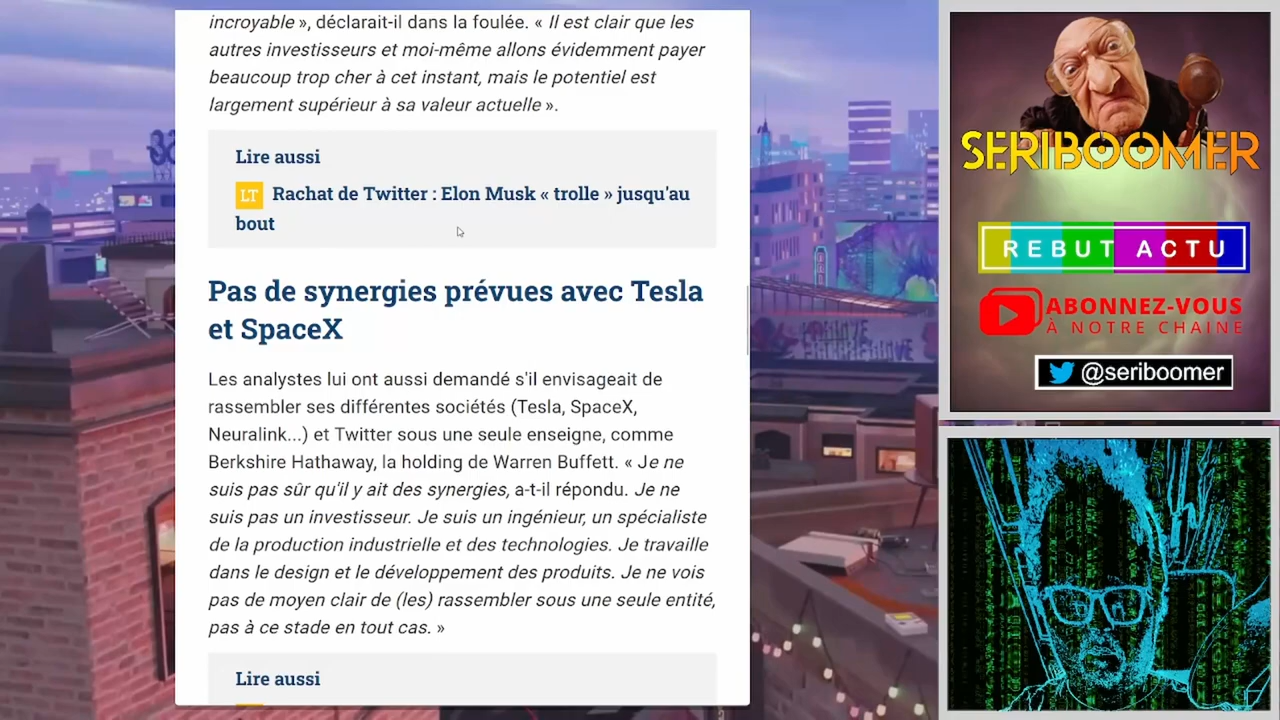 incroyable », déclarait-il dans la foulée. « Il est clair que les
autres investisseurs et moi-même allons évidemment payer
beaucoup trop cher à cet instant, mais le potentiel est
largement supérieur à sa valeur actuelle ».
Lire aussi
LT Rachat de Twitter : Elon Musk « trolle » jusqu'au
bout
Pas de synergies prévues avec Tesla
et SpaceX
Les analystes lui ont aussi demandé s'il envisageait de
rassembler ses différentes sociétés (Tesla, SpaceX,
Neuralink...) et Twitter sous une seule enseigne, comme
Berkshire Hathaway, la holding de Warren Buffett. « Je ne
suis pas sûr qu'il y ait des synergies, a-t-il répondu. Je ne
suis pas un investisseur. Je suis un ingénieur, un spécialiste
de la production industrielle et des technologies. Je travaille
dans le design et le développement des produits. Je ne vois
pas de moyen clair de (les) rassembler sous une seule entité,
pas à ce stade en tout cas. »
Lire aussi
SERIBOOMER
REBUT ACTU
ABONNEZ-VOUS
À NOTRE CHAINE
@seriboomer